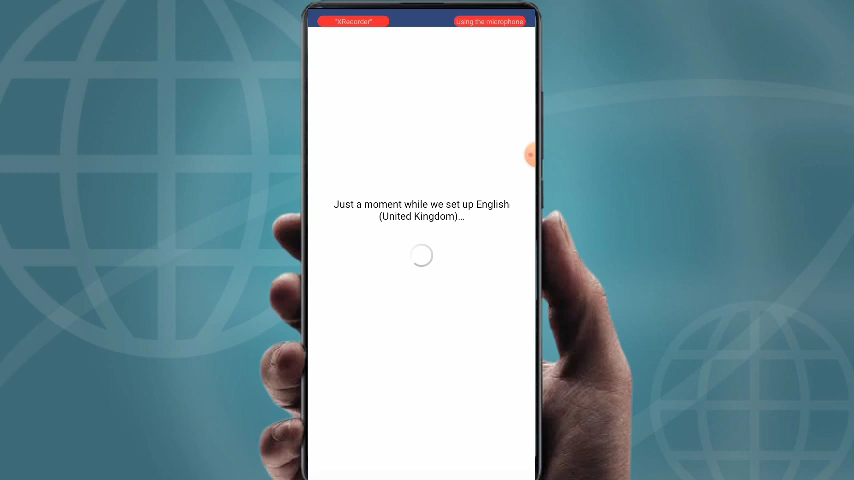 "XRecorder"
using the microphone
Just a moment while we set up English
(United Kingdom)...